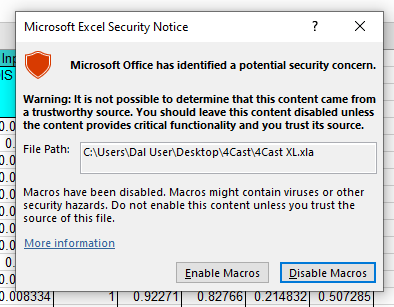 Microsoft Excel Security Notice ? ×
Inp
DIS
Microsoft Office has identified a potential security concern.
Warning: It is not possible to determine that this content came from
a trustworthy source. You should leave this content disabled unless
the content provides critical functionality and you trust its source.
File Path: C:\Users\Dal User\Desktop\4Cast\4Cast XL.xla
Macros have been disabled. Macros might contain viruses or other
security hazards. Do not enable this content unless you trust the
source of this file.
More information
Enable Macros Disable Macros
0.008334 1 0.92271 0.82766 0.214832 0.507285